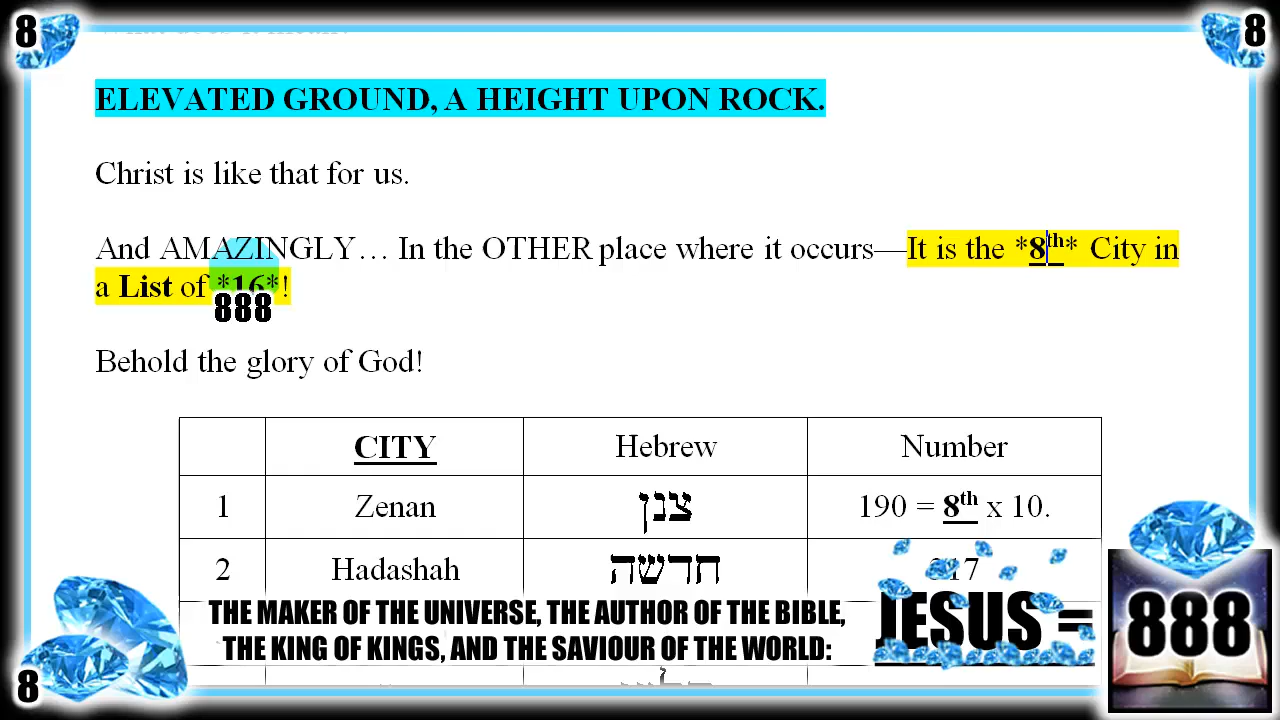 8
8
ELEVATED GROUND, A HEIGHT UPON ROCK.
Christ is like that for us.
And AMAZINGLY… In the OTHER place where it occurs—It is the *8th* City in
a List of *16*!
888
Behold the glory of God!
CITY Hebrew Number
1 Zenan צנן 190 = 8th x 10.
2 Hadashah חדשה
THE MAKER OF THE UNIVERSE, THE AUTHOR OF THE BIBLE,
THE KING OF KINGS, AND THE SAVIOUR OF THE WORLD:
JESUS =
888
8